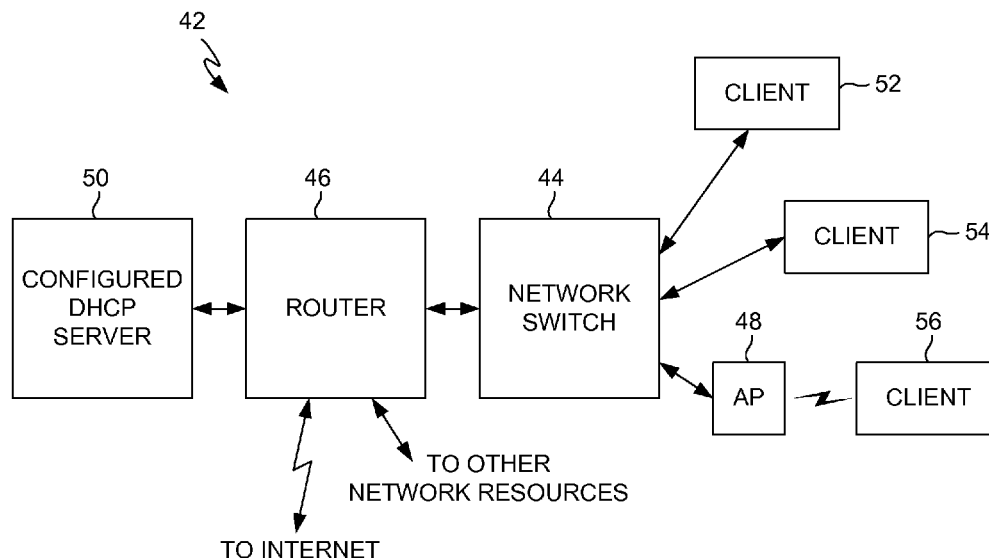 42
CLIENT
52
50
46
44
CLIENT
54
CONFIGURED
DHCP
SERVER
ROUTER
NETWORK
SWITCH
48
56
AP
CLIENT
TO OTHER
NETWORK RESOURCES
TO INTERNET